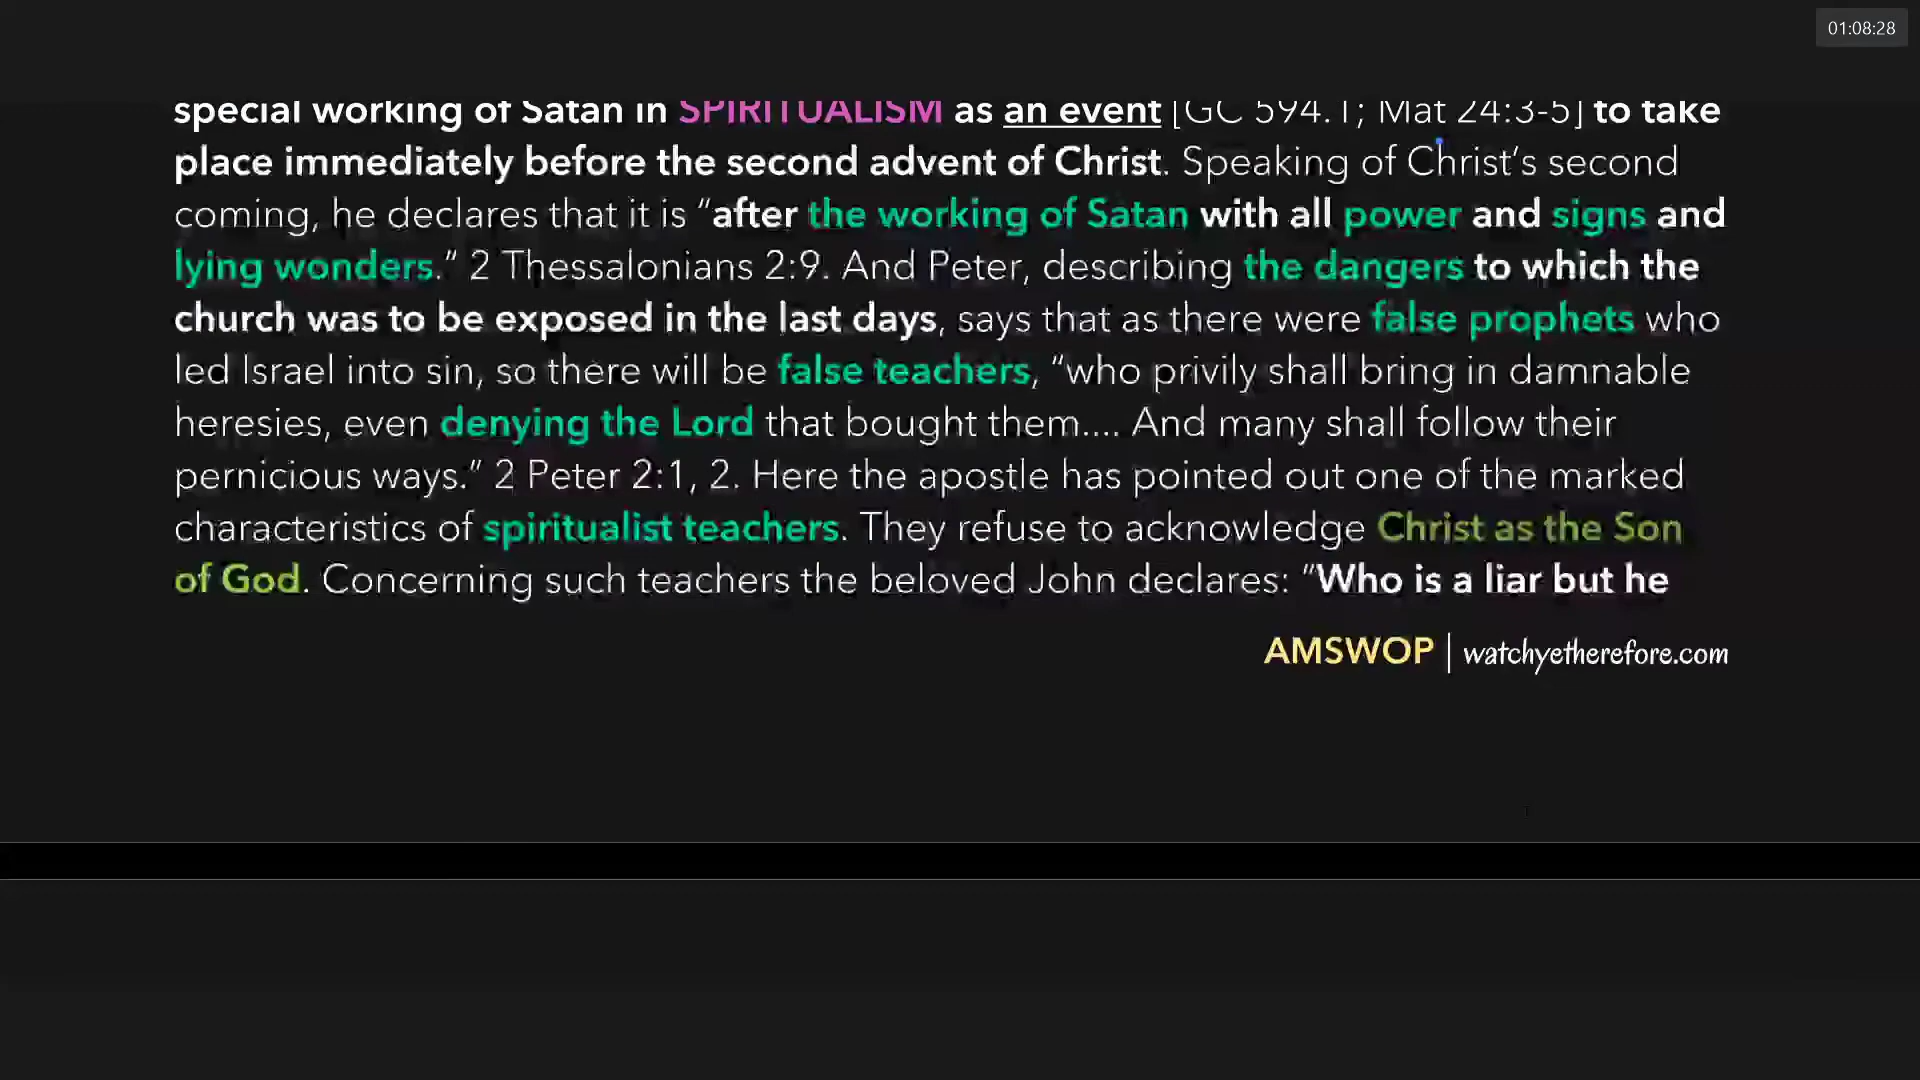 01:08:28
special working of Satan in SPIRITUALISM as an event [GC 594.1; Mat 24:3-5] to take
place immediately before the second advent of Christ. Speaking of Christ’s second
coming, he declares that it is “after the working of Satan with all power and signs and
lying wonders.” 2 Thessalonians 2:9. And Peter, describing the dangers to which the
church was to be exposed in the last days, says that as there were false prophets who
led Israel into sin, so there will be false teachers, “who privily shall bring in damnable
heresies, even denying the Lord that bought them.... And many shall follow their
pernicious ways.” 2 Peter 2:1, 2. Here the apostle has pointed out one of the marked
characteristics of spiritualist teachers. They refuse to acknowledge Christ as the Son
of God. Concerning such teachers the beloved John declares: “Who is a liar but he
AMSWOP | watchyetherefore.com